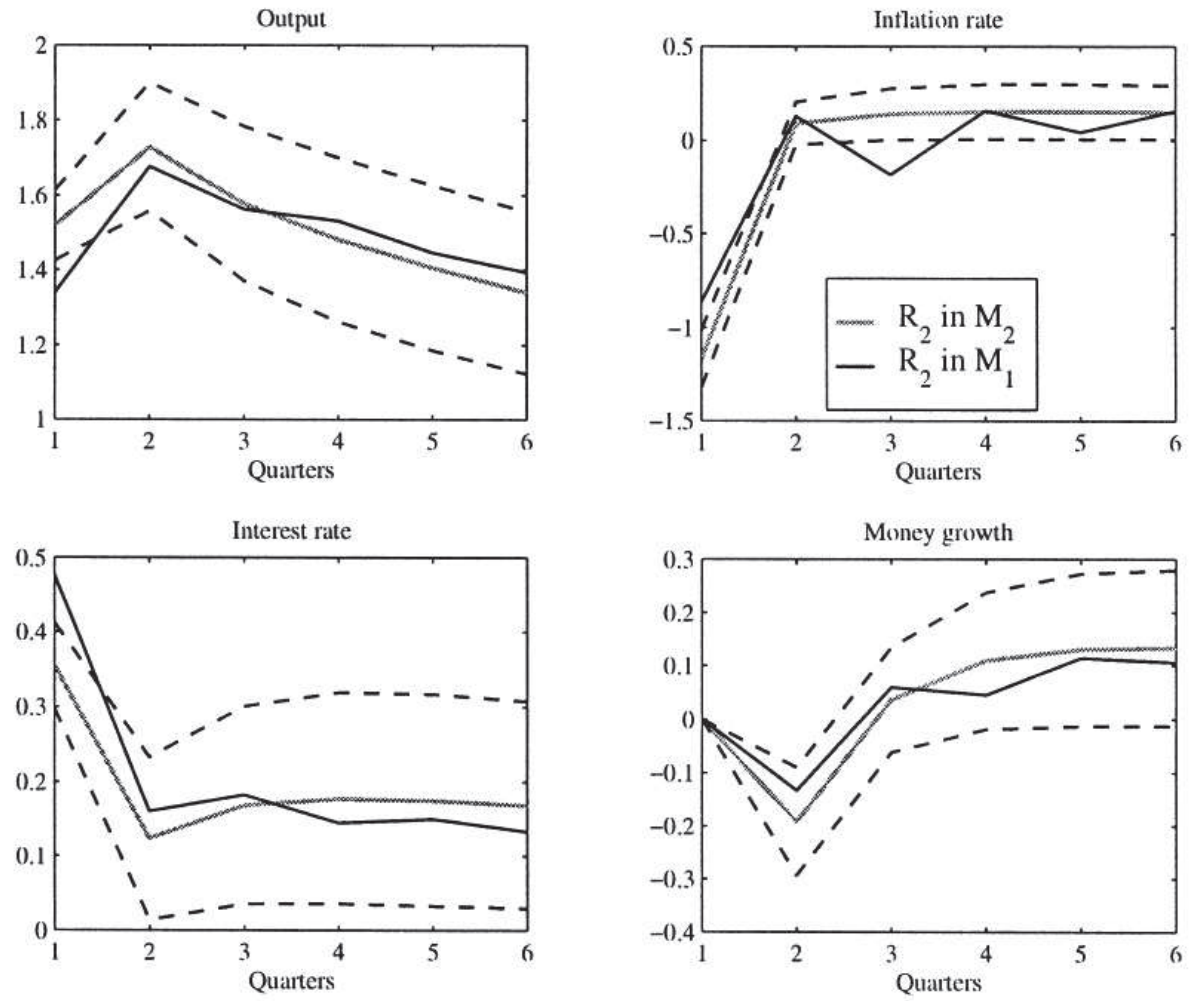 Output
2
1.8
1.6
1.4
1.2
1
1 2 3 4 5 6
Quarters
Inflation rate
0.5
0
−0.5
−1
−1.5
R2 in M2
R2 in M1
1 2 3 4 5 6
Quarters
Interest rate
0.5
0.4
0.3
0.2
0.1
0
1 2 3 4 5 6
Quarters
Money growth
0.3
0.2
0.1
0
−0.1
−0.2
−0.3
−0.4
1 2 3 4 5 6
Quarters